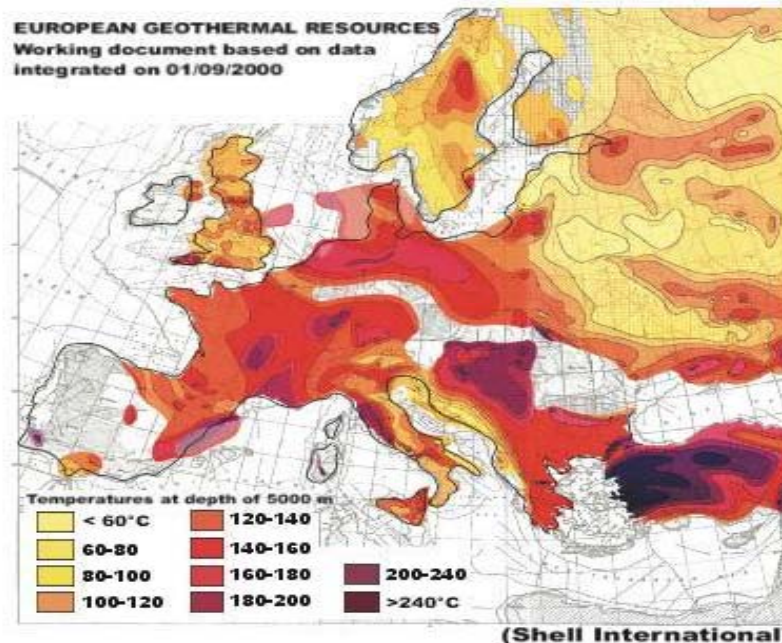 EUROPEAN GEOTHERMAL RESOURCES
Working document based on data
integrated on 01/09/2000
Temperatures at depth of 5000 m
< 60°C
60-80
80-100
100-120
120-140
140-160
160-180
180-200
200-240
>240°C
(Shell International